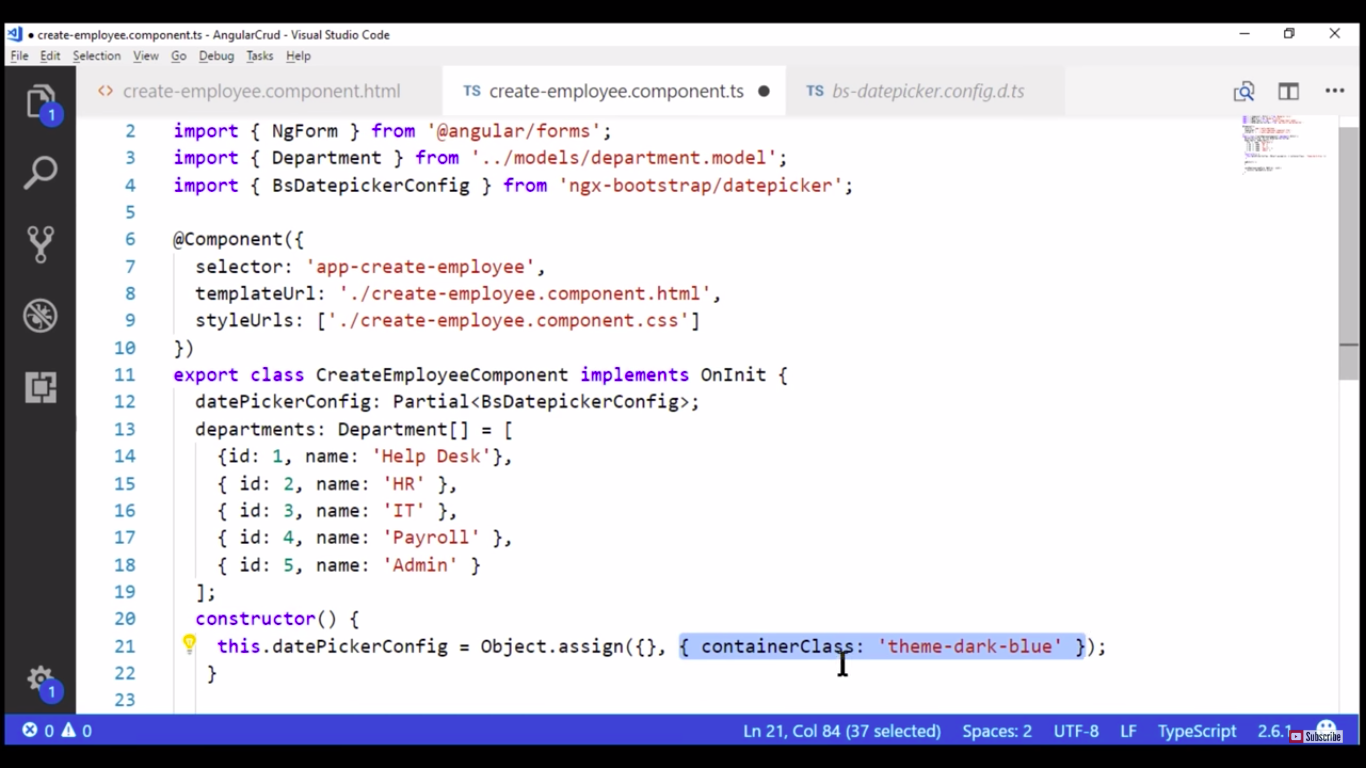 ● create-employee.component.ts - AngularCrud - Visual Studio Code
File Edit Selection View Go Debug Tasks Help
<> create-employee.component.html TS create-employee.component.ts ● TS bs-datepicker.config.d.ts
1
2 import { NgForm } from '@angular/forms';
3 import { Department } from '../models/department.model';
4 import { BsDatepickerConfig } from 'ngx-bootstrap/datepicker';
5
6 @Component({
7 selector: 'app-create-employee',
8 templateUrl: './create-employee.component.html',
9 styleUrls: ['./create-employee.component.css']
10 })
11 export class CreateEmployeeComponent implements OnInit {
12 datePickerConfig: Partial<BsDatepickerConfig>;
13 departments: Department[] = [
14 {id: 1, name: 'Help Desk'},
15 { id: 2, name: 'HR' },
16 { id: 3, name: 'IT' },
17 { id: 4, name: 'Payroll' },
18 { id: 5, name: 'Admin' }
19 ];
20 constructor() {
21 this.datePickerConfig = Object.assign({}, { containerClass: 'theme-dark-blue' });
22 }
23
1
0 0 Ln 21, Col 84 (37 selected) Spaces: 2 UTF-8 LF TypeScript 2.6.1
Subscribe